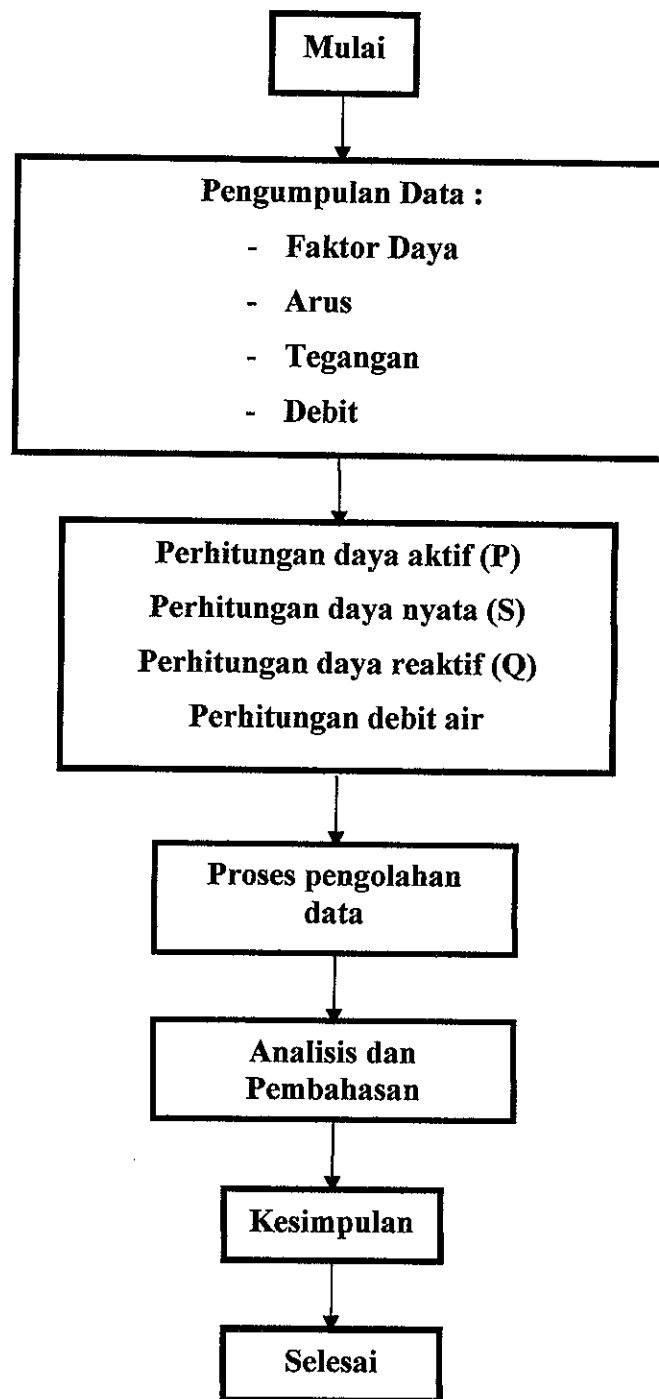 Mulai
Pengumpulan Data :
- Faktor Daya
- Arus
- Tegangan
- Debit
Perhitungan daya aktif (P)
Perhitungan daya nyata (S)
Perhitungan daya reaktif (Q)
Perhitungan debit air
Proses pengolahan
data
Analisis dan
Pembahasan
Kesimpulan
Selesai